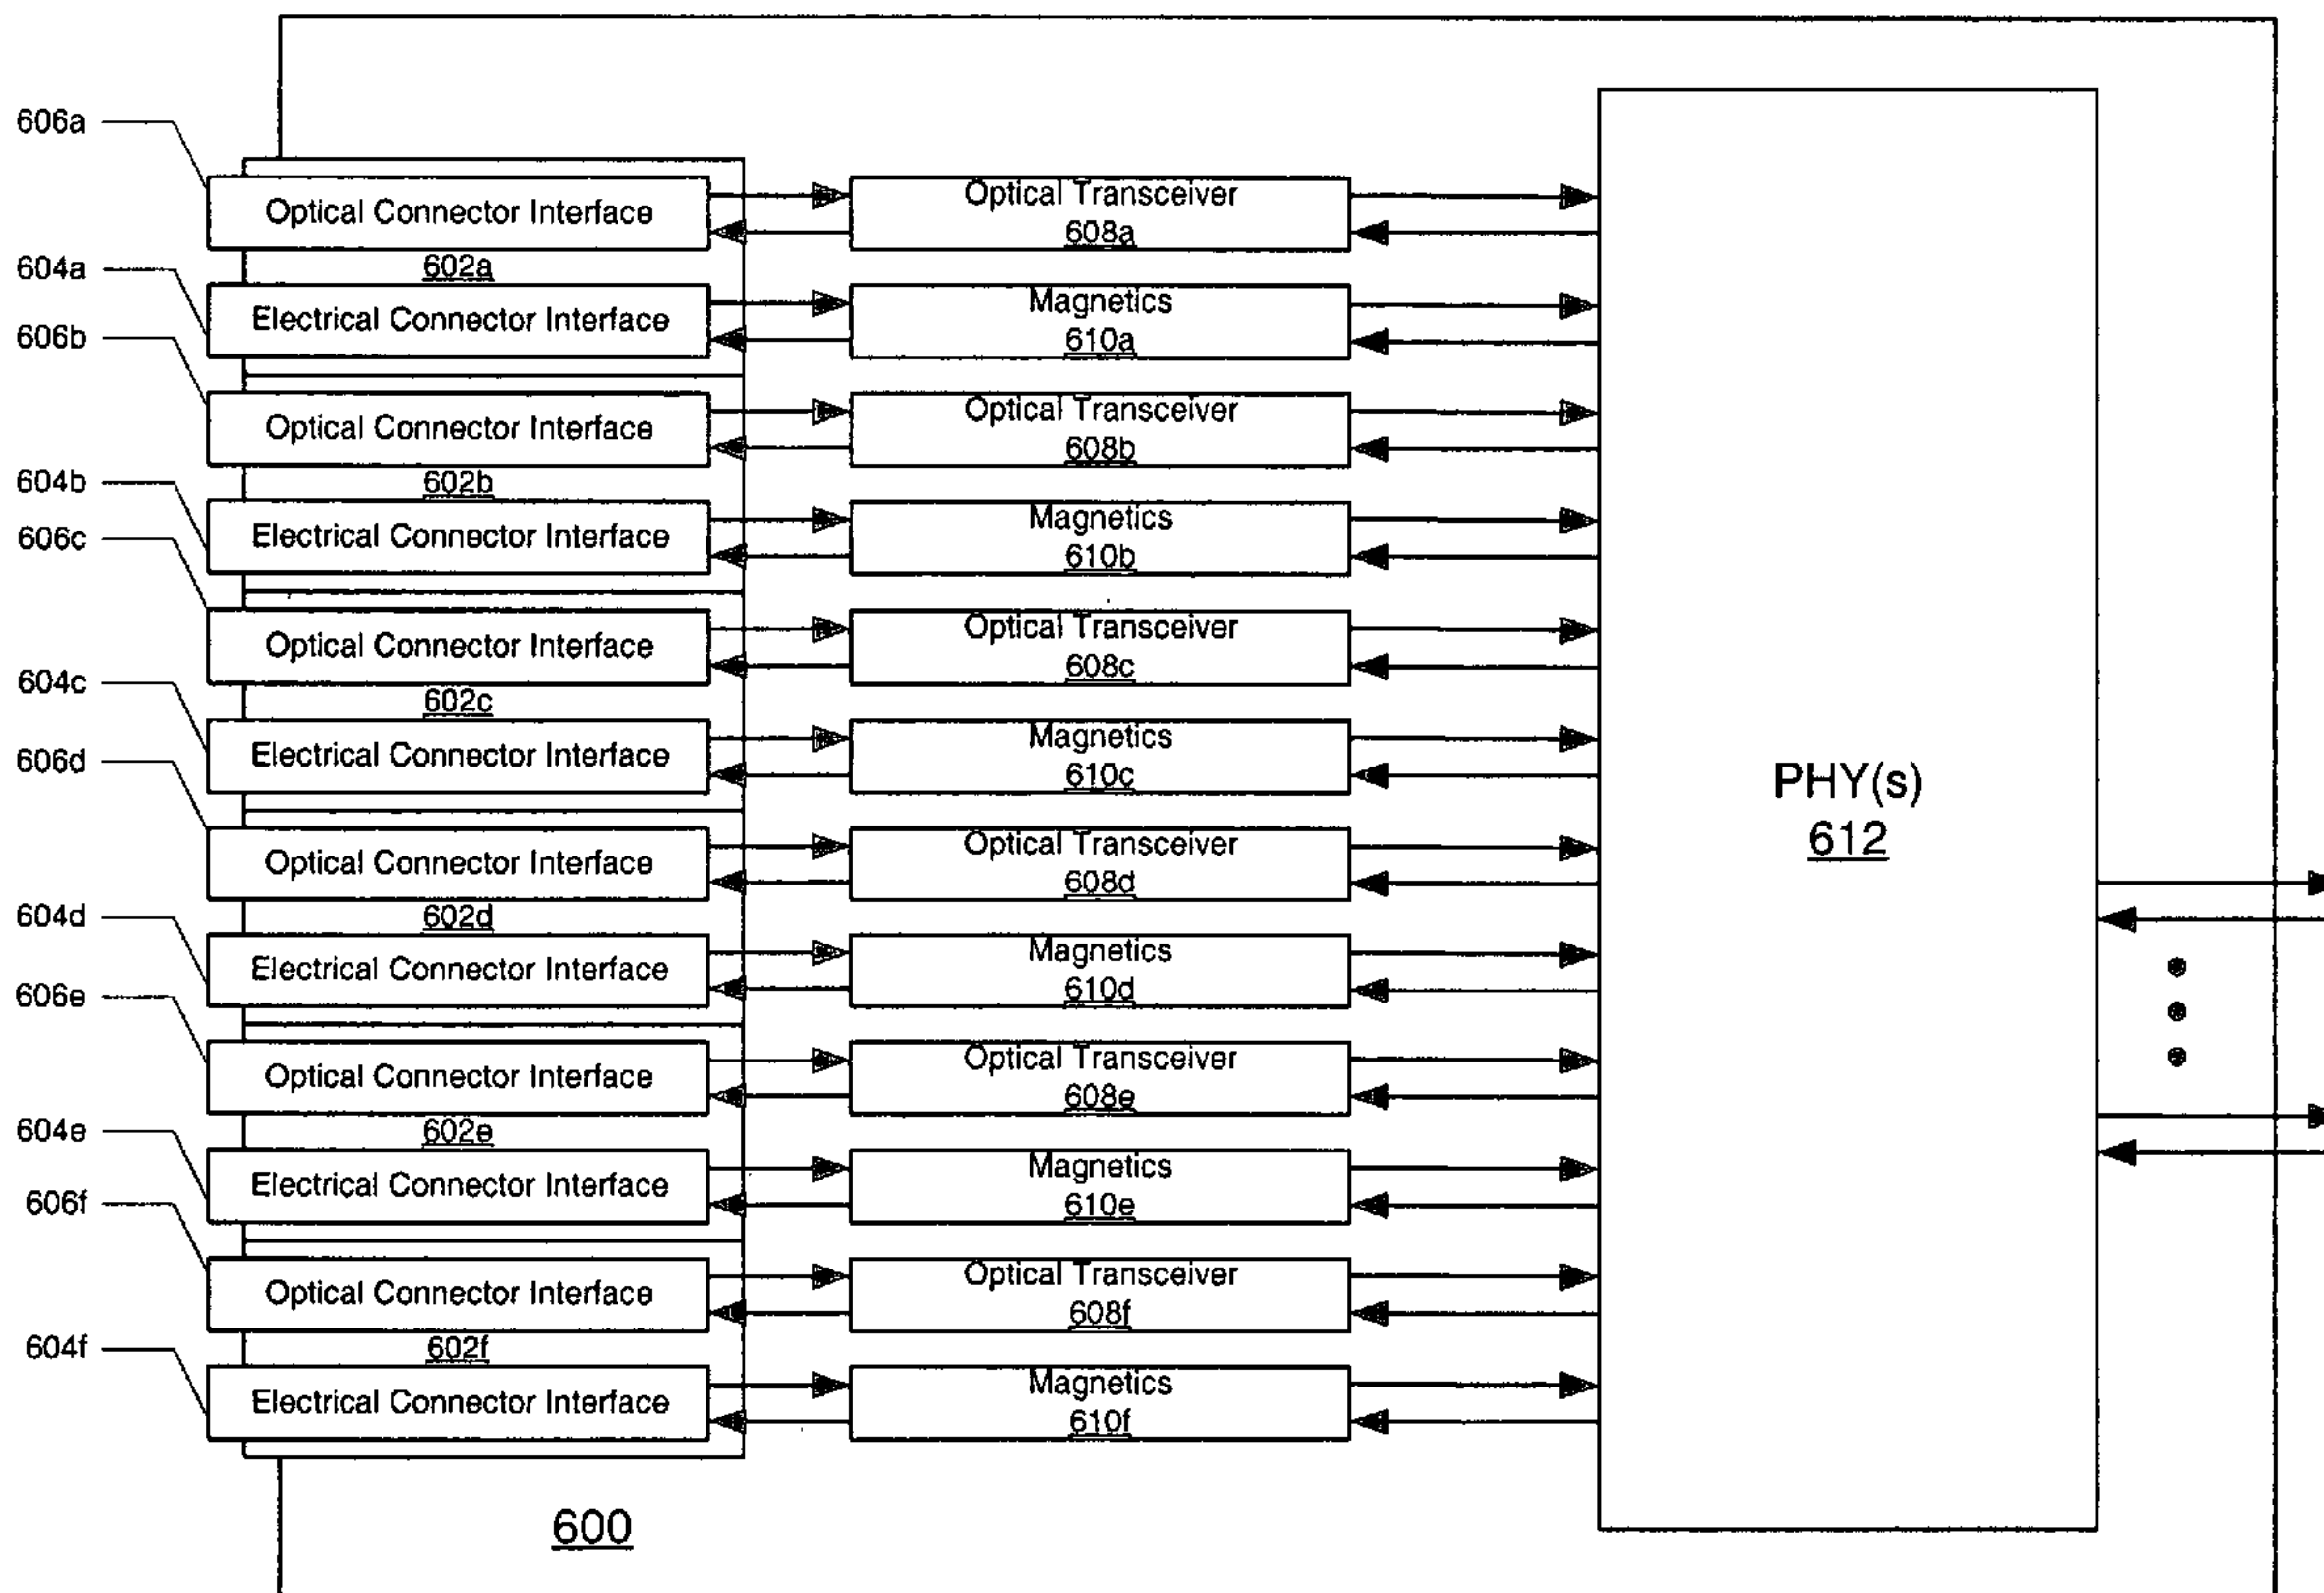 606a
Optical Connector Interface
Optical Transceiver
608a
604a
602a
Electrical Connector Interface
Magnetics
610a
606b
Optical Connector Interface
Optical Transceiver
608b
604b
602b
Electrical Connector Interface
Magnetics
610b
606c
Optical Connector Interface
Optical Transceiver
608c
604c
602c
Electrical Connector Interface
Magnetics
610c
606d
Optical Connector Interface
Optical Transceiver
608d
604d
602d
Electrical Connector Interface
Magnetics
610d
606e
Optical Connector Interface
Optical Transceiver
608e
604e
602e
Electrical Connector Interface
Magnetics
610e
606f
Optical Connector Interface
Optical Transceiver
608f
604f
602f
Electrical Connector Interface
Magnetics
610f
PHY(s)
612
600